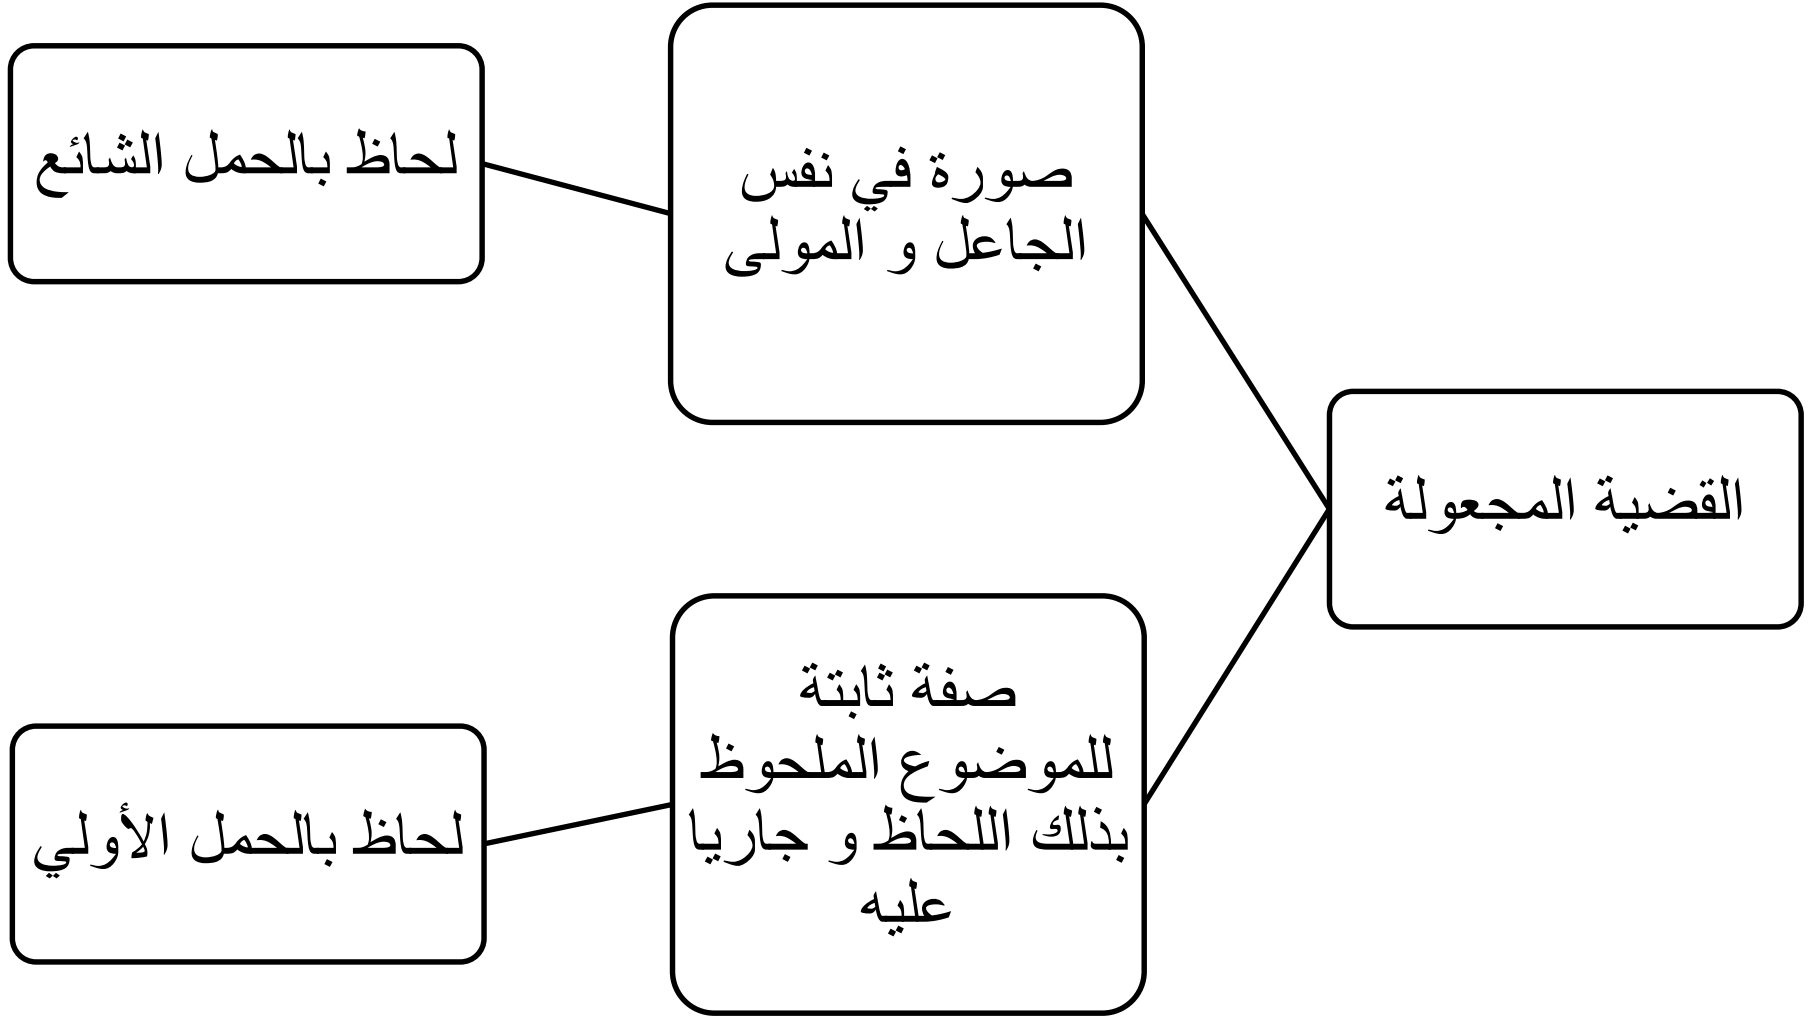 القضية المجعولة
صورة في نفس
الجاعل و المولى
لحاظ بالحمل الشائع
صفة ثابتة
للموضوع الملحوظ
بذلك اللحاظ و جاريا
عليه
لحاظ بالحمل الأولي